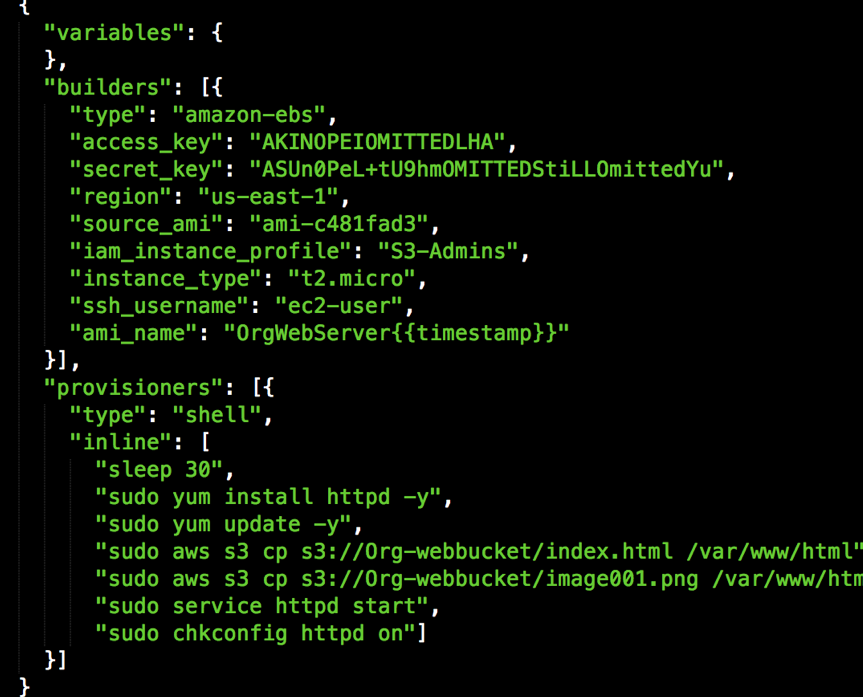 {
"variables": {
},
"builders": [{
"type": "amazon-ebs",
"access_key": "AKINOPEIOMITTEDLHA",
"secret_key": "ASUn0PeL+tU9hmOMITTEDStiLLOmittedYu",
"region": "us-east-1",
"source_ami": "ami-c481fad3",
"iam_instance_profile": "S3-Admins",
"instance_type": "t2.micro",
"ssh_username": "ec2-user",
"ami_name": "OrgWebServer{{timestamp}}"
}],
"provisioners": [{
"type": "shell",
"inline": [
"sleep 30",
"sudo yum install httpd -y",
"sudo yum update -y",
"sudo aws s3 cp s3://Org-webbucket/index.html /var/www/html"
"sudo aws s3 cp s3://Org-webbucket/image001.png /var/www/htm
"sudo service httpd start",
"sudo chkconfig httpd on"]
}]
}